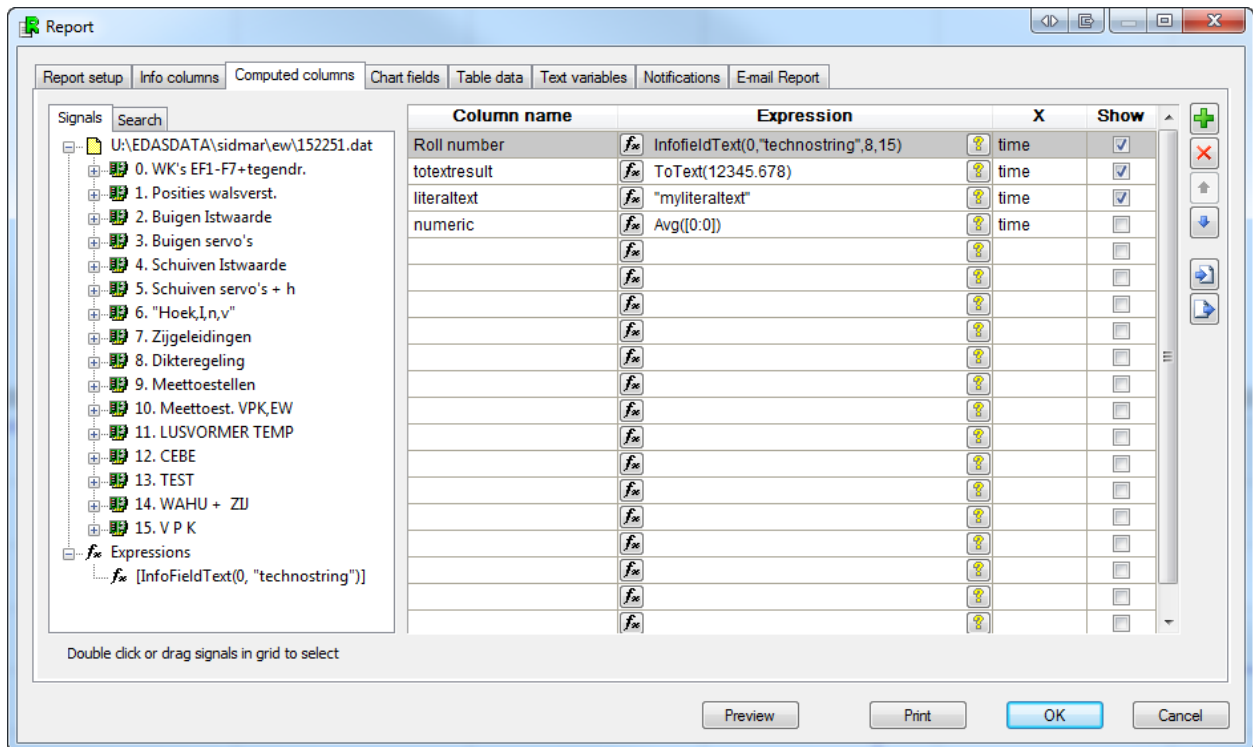 Report
Report setup Info columns Computed columns Chart fields Table data Text variables Notifications E-mail Report
Signals Search
U:\EDASDATA\sidmar\ew\152251.dat
0. WK's EF1-F7+tegendr.
1. Posities walsverst.
2. Buigen Istwaarde
3. Buigen servo's
4. Schuiven Istwaarde
5. Schuiven servo's + h
6. "Hoek,I,n,v"
7. Zijgeleidingen
8. Dikteregeling
9. Meettoestellen
10. Meettoest. VPK,EW
11. LUSVORMER TEMP
12. CEBE
13. TEST
14. WAHU + ZIJ
15. V P K
Expressions
[InfoFieldText(0, "technostring")]
Column name Expression X Show
Roll number InfofieldText(0,"technostring",8,15) time
totextresult ToText(12345.678) time
literaltext "myliteraltext" time
numeric Avg([0:0]) time
Double click or drag signals in grid to select
Preview Print OK Cancel